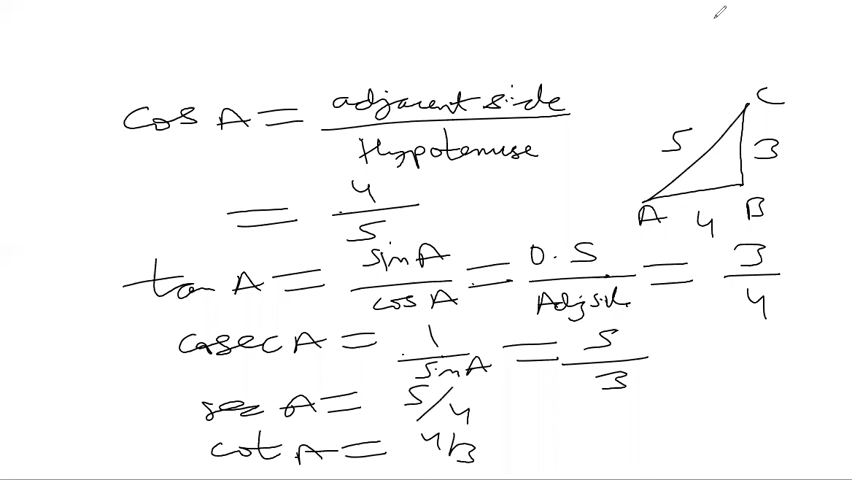 cos A = adjacent side / Hypotenuse
= 4 / 5
C
5
3
A
4
B
tan A = sin A / cos A = O.S / Adj side = 3 / 4
cosec A = 1 / sin A = 5 / 3
sec A = 5/4
cot A = 4/3